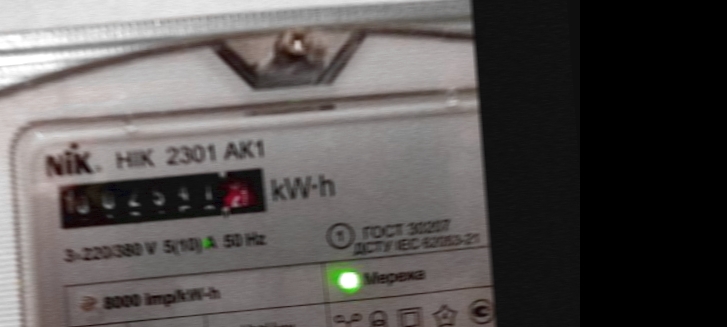 NiK. НІК 2301 АК1
kW·h
3~220/380 V 5(10) A 50 Hz
1 ГОСТ 30207
ДСТУ IEC 62053-21
8000 imp/kW-h
Мережа